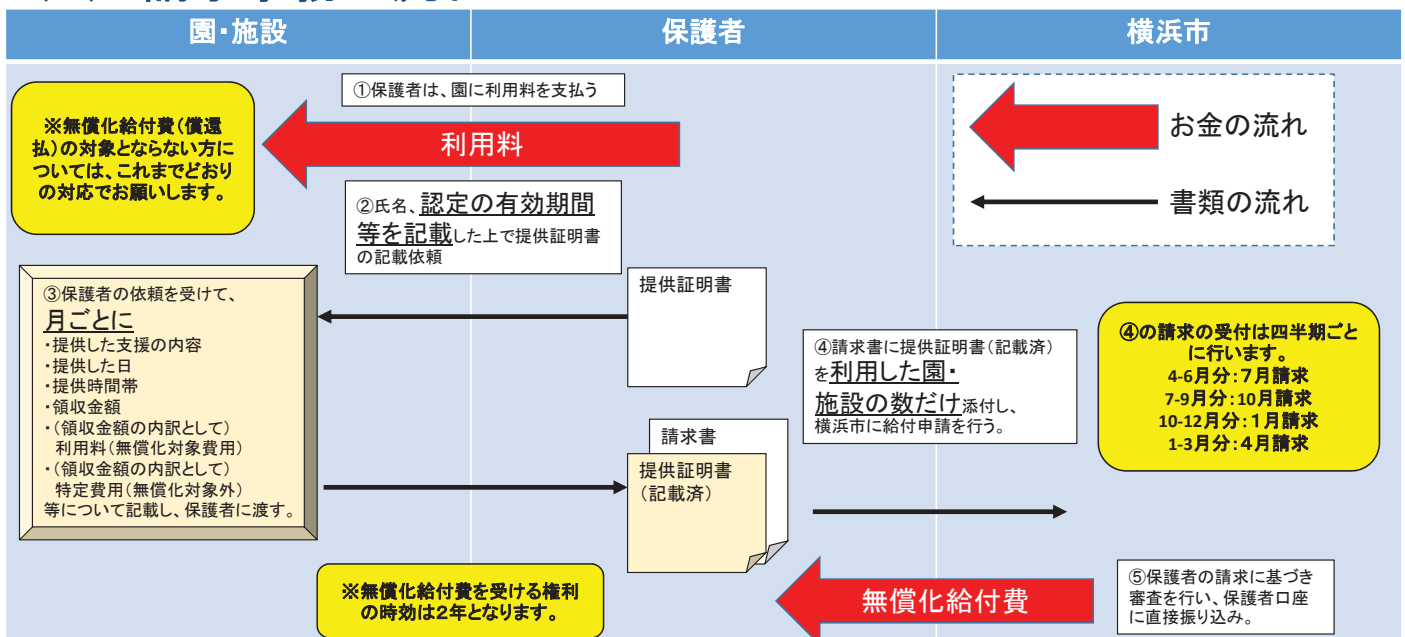 園・施設
保護者
横浜市
①保護者は、園に利用料を支払う
※無償化給付費(償還
払)の対象とならない方に
ついては、これまでどおり
の対応でお願いします。
利用料
お金の流れ
書類の流れ
②氏名、認定の有効期間
等を記載した上で提供証明書
の記載依頼
③保護者の依頼を受けて、
月ごとに
・提供した支援の内容
・提供した日
・提供時間帯
・領収金額
・(領収金額の内訳として)
利用料(無償化対象費用)
・(領収金額の内訳として)
特定費用(無償化対象外)
等について記載し、保護者に渡す。
提供証明書
④請求書に提供証明書(記載済)
を利用した園・
施設の数だけ添付し、
横浜市に給付申請を行う。
④の請求の受付は四半期ごと
に行います。
4-6月分:7月請求
7-9月分:10月請求
10-12月分:1月請求
1-3月分:4月請求
請求書
提供証明書
(記載済)
※無償化給付費を受ける権利
の時効は2年となります。
無償化給付費
⑤保護者の請求に基づき
審査を行い、保護者口座
に直接振り込み。